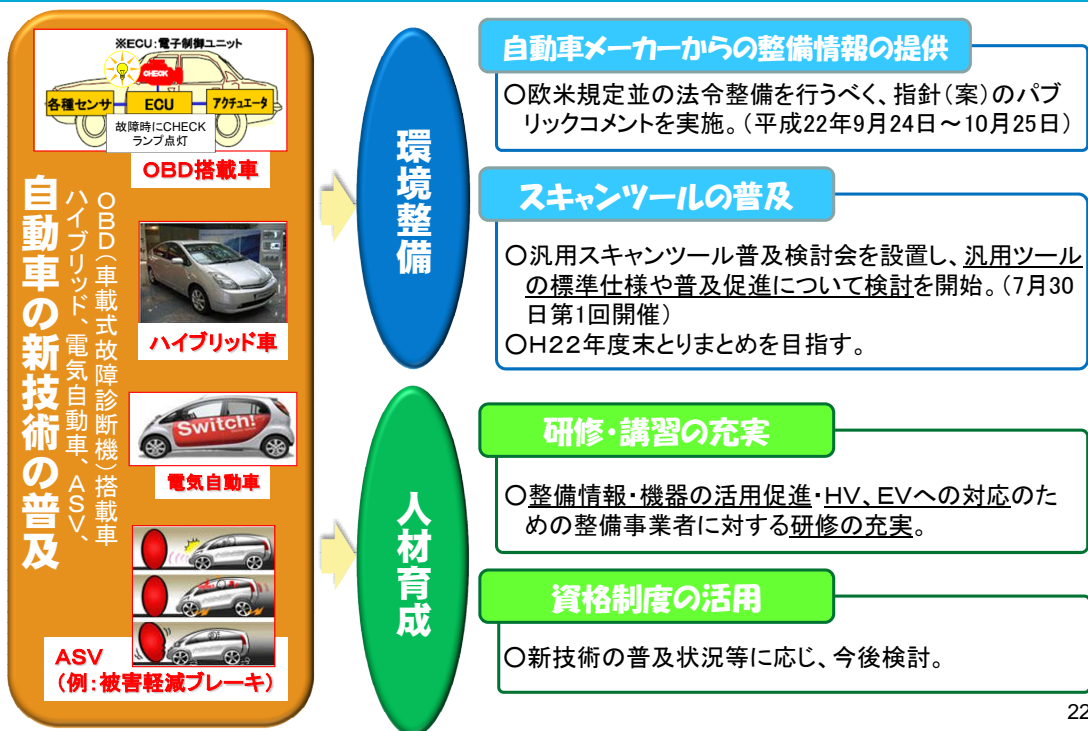 ※ECU:電子制御ユニット
CHECK
各種センサ
ECU
アクチュエータ
故障時にCHECK
ランプ点灯
OBD搭載車
自動車の新技術の普及
ハイブリッド、電気自動車、ASV、
OBD(車載式故障診断機)搭載車
ハイブリッド車
Switch!
電気自動車
ASV
(例:被害軽減ブレーキ)
環境整備
自動車メーカーからの整備情報の提供
○欧米規定並の法令整備を行うべく、指針(案)のパブ
リックコメントを実施。(平成22年9月24日～10月25日)
スキャンツールの普及
○汎用スキャンツール普及検討会を設置し、汎用ツール
の標準仕様や普及促進について検討を開始。(7月30
日第1回開催)
○H22年度末とりまとめを目指す。
人材育成
研修・講習の充実
○整備情報・機器の活用促進・HV、EVへの対応のた
めの整備事業者に対する研修の充実。
資格制度の活用
○新技術の普及状況等に応じ、今後検討。
22